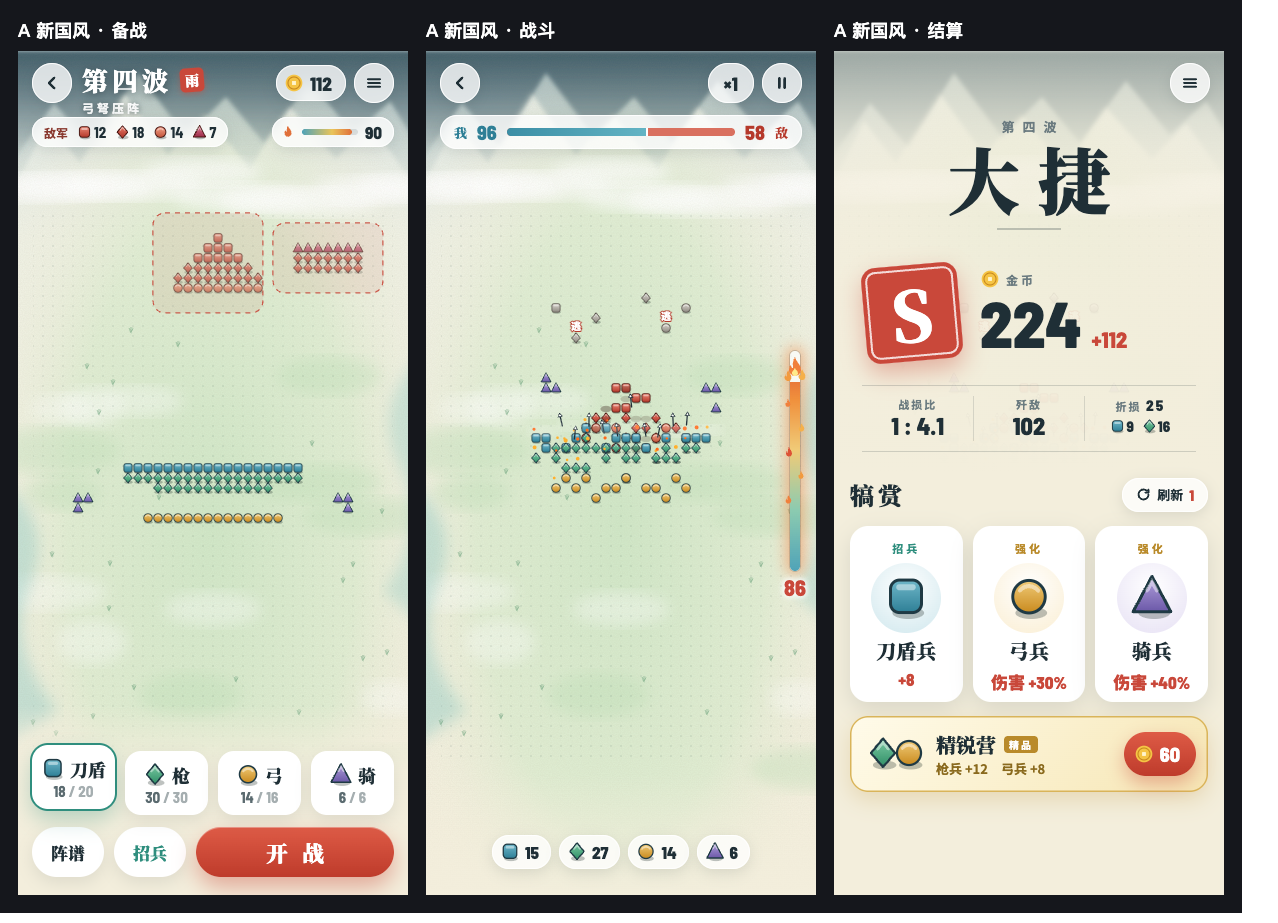 A 新国风 · 备战
第四波 雨
弓弩压阵
112
敌军 12 18 14 7
90
刀盾
18 / 20
枪
30 / 30
弓
14 / 16
骑
6 / 6
阵谱
招兵
开战
A 新国风 · 战斗
×1
我 96
58 敌
逃
逃
86
15
27
14
6
A 新国风 · 结算
第四波
大捷
S
金币
224 +112
战损比
1 : 4.1
歼敌
102
折损 25
9 16
犒赏
刷新 1
招兵
刀盾兵
+8
强化
弓兵
伤害 +30%
强化
骑兵
伤害 +40%
精锐营 精品
枪兵 +12 弓兵 +8
60